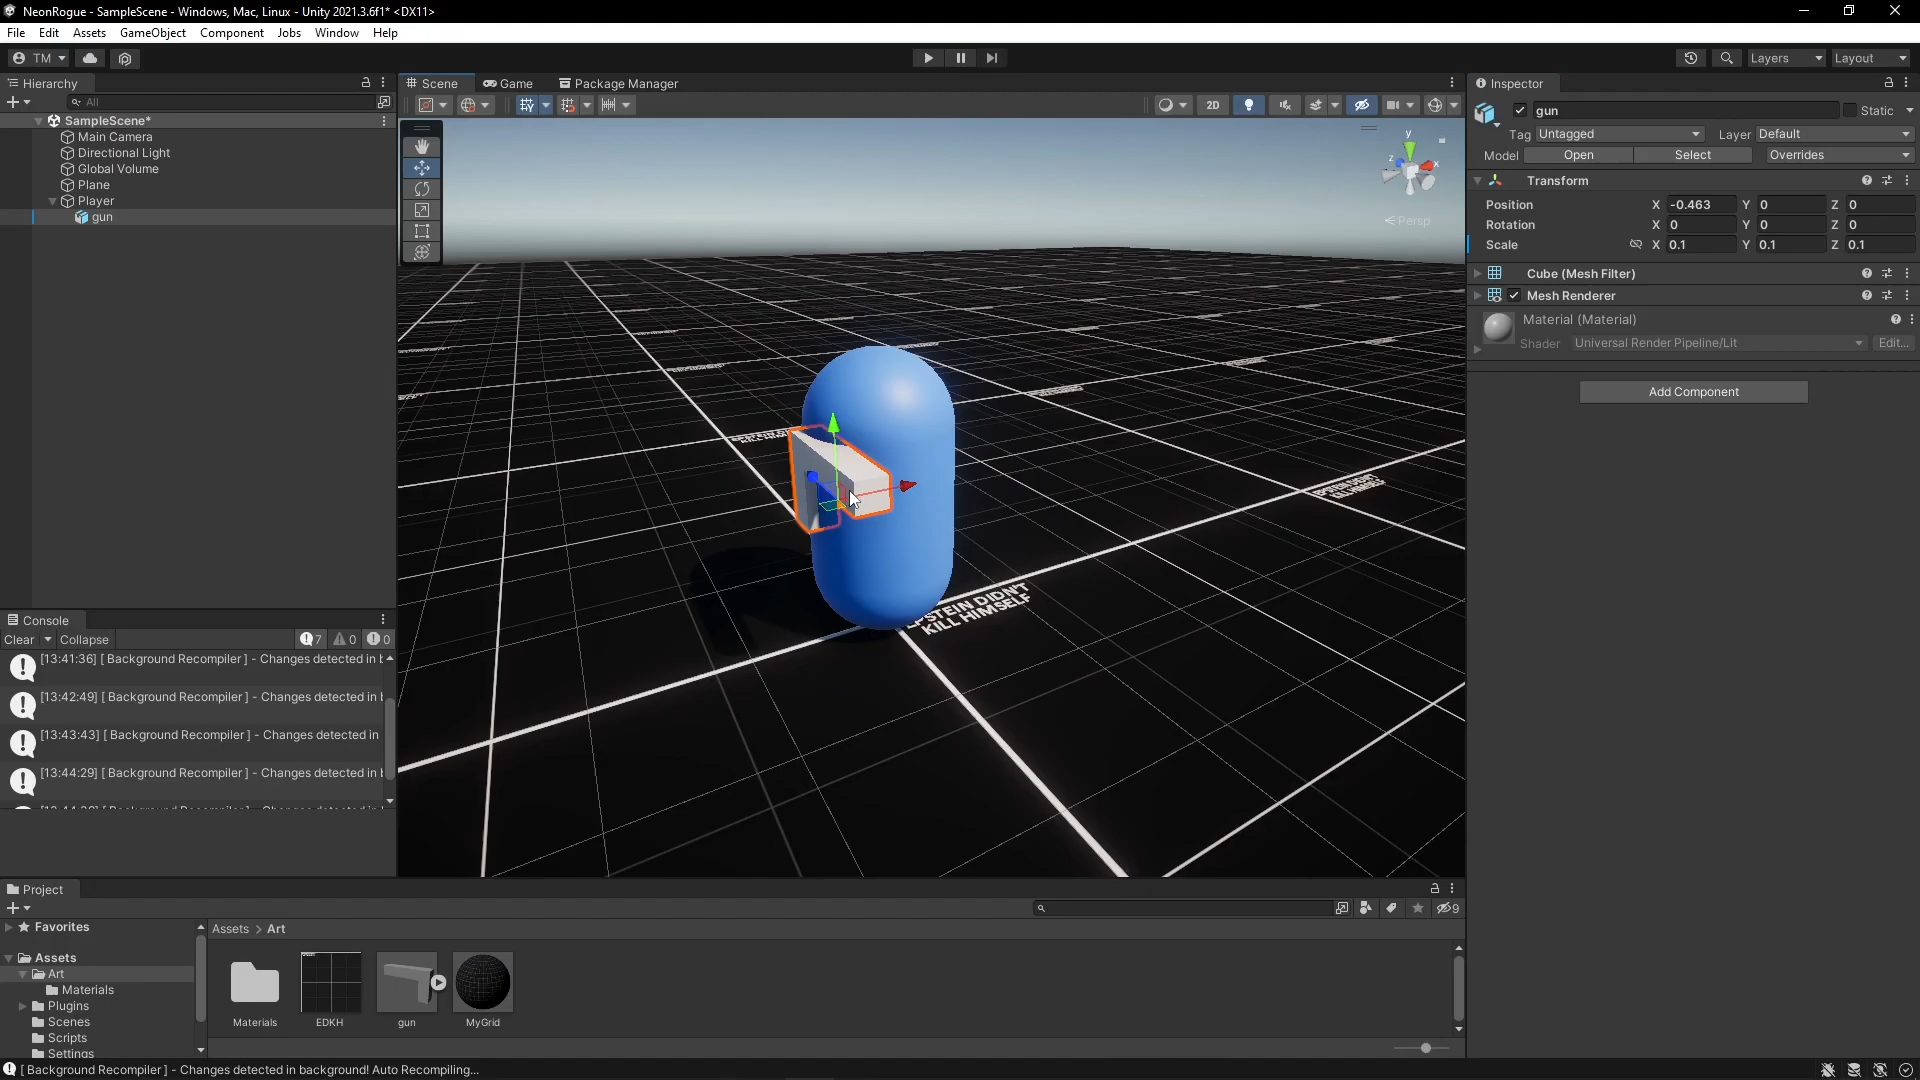 NeonRogue - SampleScene - Windows, Mac, Linux - Unity 2021.3.6f1* <DX11>
File Edit Assets GameObject Component Jobs Window Help
TM
Layers
Layout
Hierarchy
All
SampleScene*
Main Camera
Directional Light
Global Volume
Plane
Player
gun
Scene
Game
Package Manager
2D
y
x
z
Persp
EPSTEIN DIDN'T
KILL HIMSELF
EPSTEIN DIDN'T
KILL HIMSELF
Inspector
gun
Static
Tag Untagged
Layer Default
Model Open Select Overrides
Transform
Position X -0.463 Y 0 Z 0
Rotation X 0 Y 0 Z 0
Scale X 0.1 Y 0.1 Z 0.1
Cube (Mesh Filter)
Mesh Renderer
Material (Material)
Shader Universal Render Pipeline/Lit Edit...
Add Component
Console
Clear Collapse 7 0 0
[13:41:36] [ Background Recompiler ] - Changes detected in
[13:42:49] [ Background Recompiler ] - Changes detected in
[13:43:43] [ Background Recompiler ] - Changes detected in
[13:44:29] [ Background Recompiler ] - Changes detected in
Project
9
Favorites
Assets
Art
Materials
Plugins
Scenes
Scripts
Settings
Assets > Art
Materials
EDKH
gun
MyGrid
[ Background Recompiler ] - Changes detected in background! Auto Recompiling...